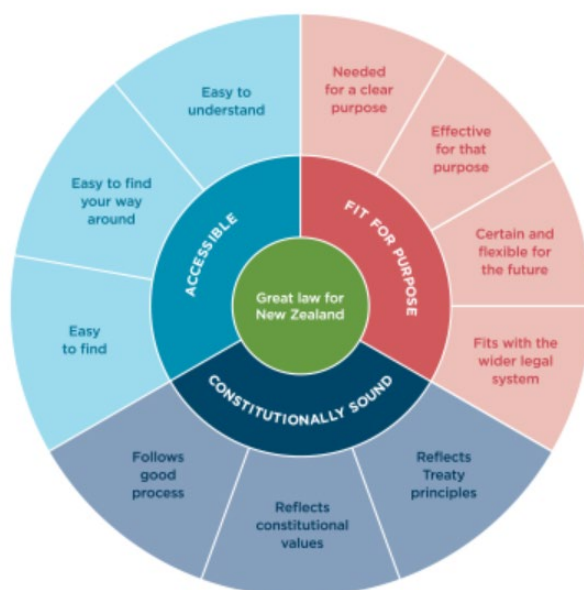 Great law for
New Zealand
FIT FOR PURPOSE
Needed
for a clear
purpose
Effective
for that
purpose
Certain and
flexible for
the future
Fits with the
wider legal
system
CONSTITUTIONALLY SOUND
Reflects
Treaty
principles
Reflects
constitutional
values
Follows
good
process
ACCESSIBLE
Easy
to find
Easy to find
your way
around
Easy to
understand